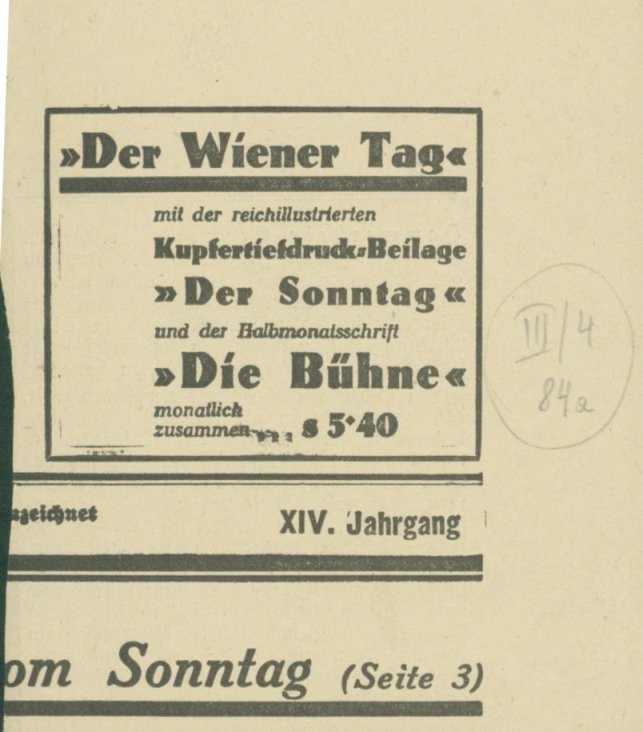 »Der Wiener Tag«
mit der reichillustrierten
Kupfertiefdruck=Beilage
»Der Sonntag«
und der Halbmonatsschrift
»Die Bühne«
monatlich
zusammen . . . S 5·40
III/4
84a
nzeichnet
XIV. Jahrgang
om Sonntag (Seite 3)